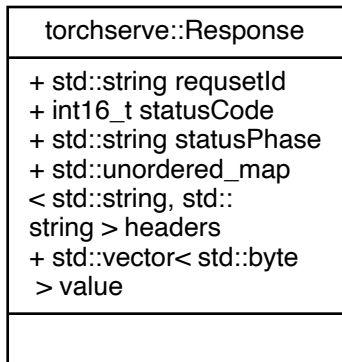 torchserve::Response
+ std::string requsetId
+ int16_t statusCode
+ std::string statusPhase
+ std::unordered_map
< std::string, std::
string > headers
+ std::vector< std::byte
> value